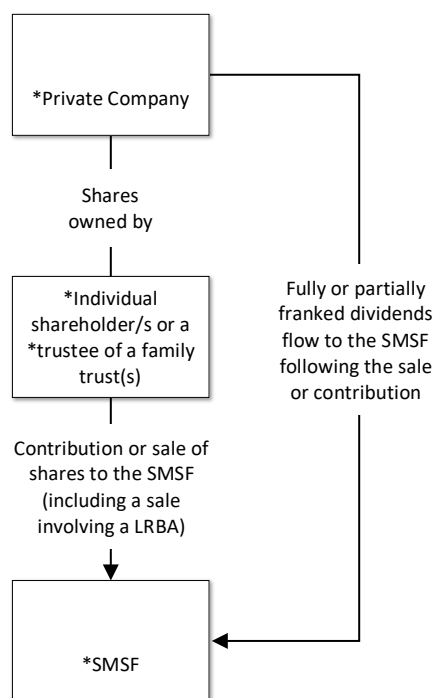 *Private Company
Shares
owned by
*Individual
shareholder/s or a
*trustee of a family
trust(s)
Fully or partially
franked dividends
flow to the SMSF
following the sale
or contribution
Contribution or sale of
shares to the SMSF
(including a sale
involving a LRBA)
*SMSF